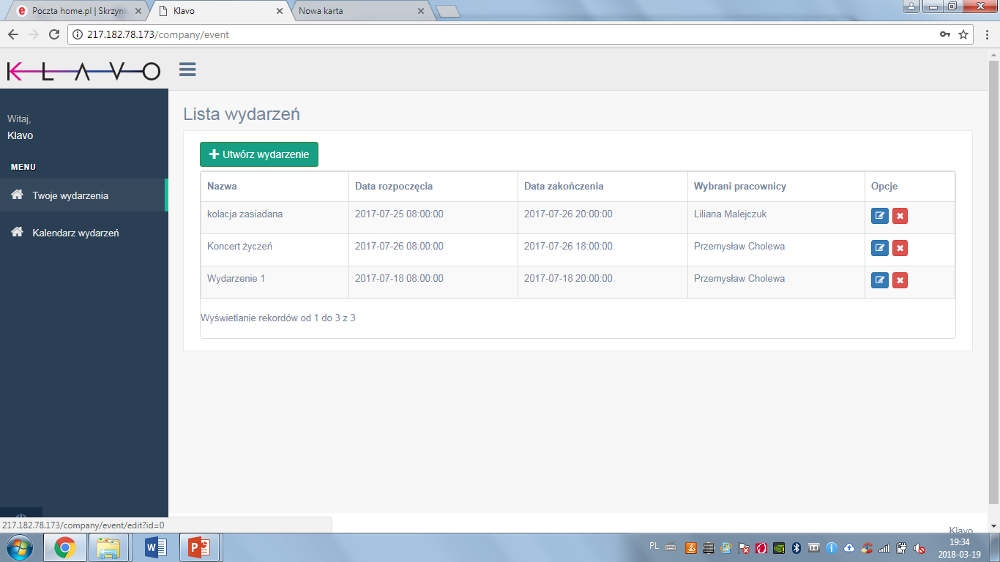 Poczta home.pl | Skrzynk
Klavo
Nowa karta
217.182.78.173/company/event
KLAVO
Witaj,
Klavo
MENU
Twoje wydarzenia
Kalendarz wydarzeń
Lista wydarzeń
Utwórz wydarzenie
Nazwa Data rozpoczęcia Data zakończenia Wybrani pracownicy Opcje
kolacja zasiadana 2017-07-25 08:00:00 2017-07-26 20:00:00 Liliana Malejczuk
Koncert życzeń 2017-07-26 08:00:00 2017-07-26 18:00:00 Przemysław Cholewa
Wydarzenie 1 2017-07-18 08:00:00 2017-07-18 20:00:00 Przemysław Cholewa
Wyświetlanie rekordów od 1 do 3 z 3
217.182.78.173/company/event/edit?id=0
Klavo
PL
19:34
2018-03-19